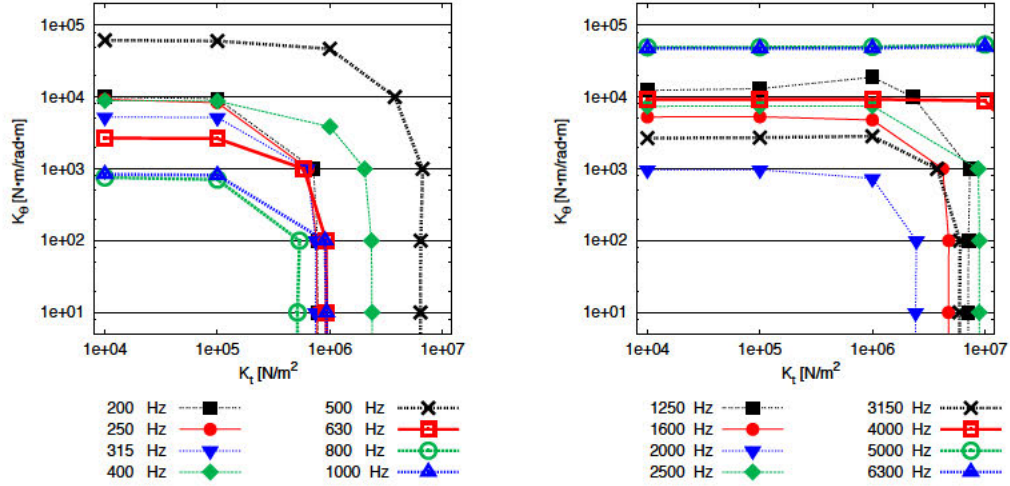 1e+05
1e+04
1e+03
1e+02
1e+01
K_θ [N•m/rad•m]
1e+04 1e+05 1e+06 1e+07
K_t [N/m²]
200 Hz
250 Hz
315 Hz
400 Hz
500 Hz
630 Hz
800 Hz
1000 Hz
1e+05
1e+04
1e+03
1e+02
1e+01
K_θ [N•m/rad•m]
1e+04 1e+05 1e+06 1e+07
K_t [N/m²]
1250 Hz
1600 Hz
2000 Hz
2500 Hz
3150 Hz
4000 Hz
5000 Hz
6300 Hz